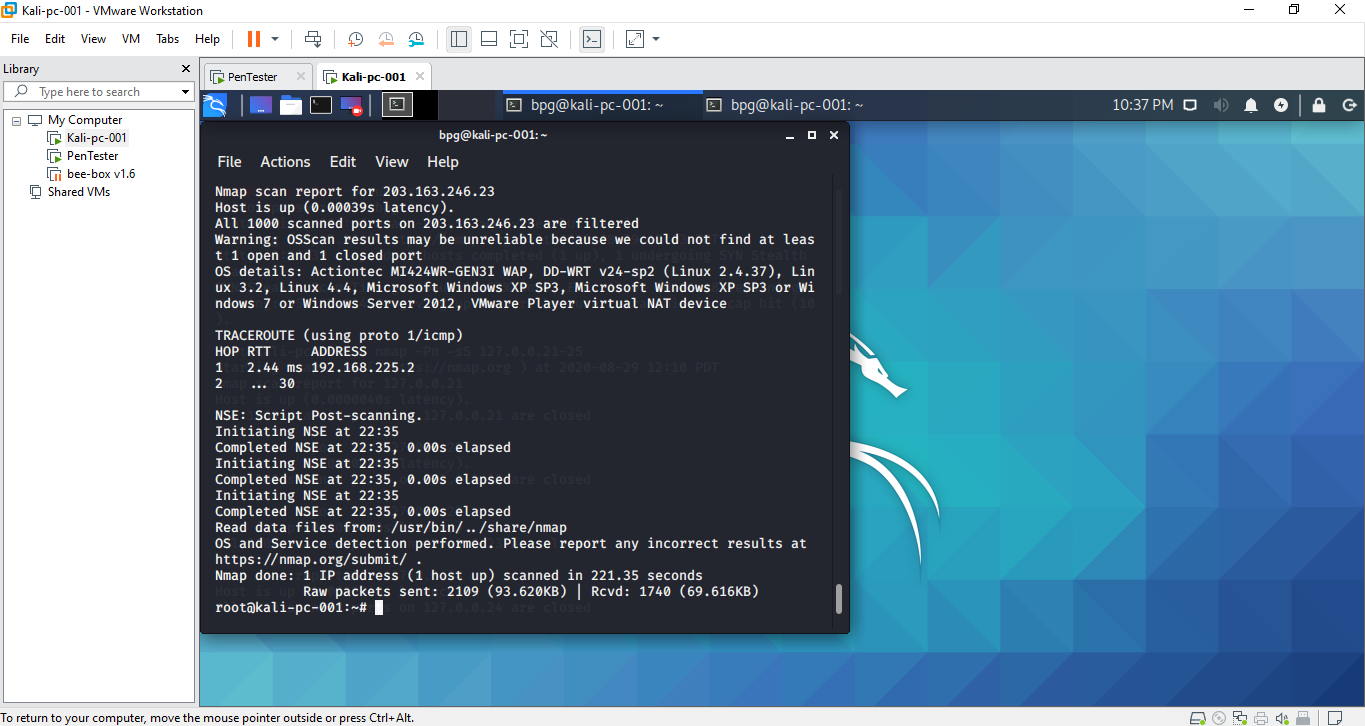 Kali-pc-001 - VMware Workstation
File Edit View VM Tabs Help
Library
Type here to search
My Computer
Kali-pc-001
PenTester
bee-box v1.6
Shared VMs
PenTester Kali-pc-001
bpg@kali-pc-001: ~ bpg@kali-pc-001: ~ 10:37 PM
bpg@kali-pc-001: ~
File Actions Edit View Help
Nmap scan report for 203.163.246.23
Host is up (0.00039s latency).
All 1000 scanned ports on 203.163.246.23 are filtered
Warning: OSScan results may be unreliable because we could not find at leas
t 1 open and 1 closed port
OS details: Actiontec MI424WR-GEN3I WAP, DD-WRT v24-sp2 (Linux 2.4.37), Lin
ux 3.2, Linux 4.4, Microsoft Windows XP SP3, Microsoft Windows XP SP3 or Wi
ndows 7 or Windows Server 2012, VMware Player virtual NAT device
TRACEROUTE (using proto 1/icmp)
HOP RTT ADDRESS
1 2.44 ms 192.168.225.2
2 ... 30
NSE: Script Post-scanning.
Initiating NSE at 22:35
Completed NSE at 22:35, 0.00s elapsed
Initiating NSE at 22:35
Completed NSE at 22:35, 0.00s elapsed
Initiating NSE at 22:35
Completed NSE at 22:35, 0.00s elapsed
Read data files from: /usr/bin/../share/nmap
OS and Service detection performed. Please report any incorrect results at
https://nmap.org/submit/ .
Nmap done: 1 IP address (1 host up) scanned in 221.35 seconds
Raw packets sent: 2109 (93.620KB) | Rcvd: 1740 (69.616KB)
root@kali-pc-001:~#
To return to your computer, move the mouse pointer outside or press Ctrl+Alt.